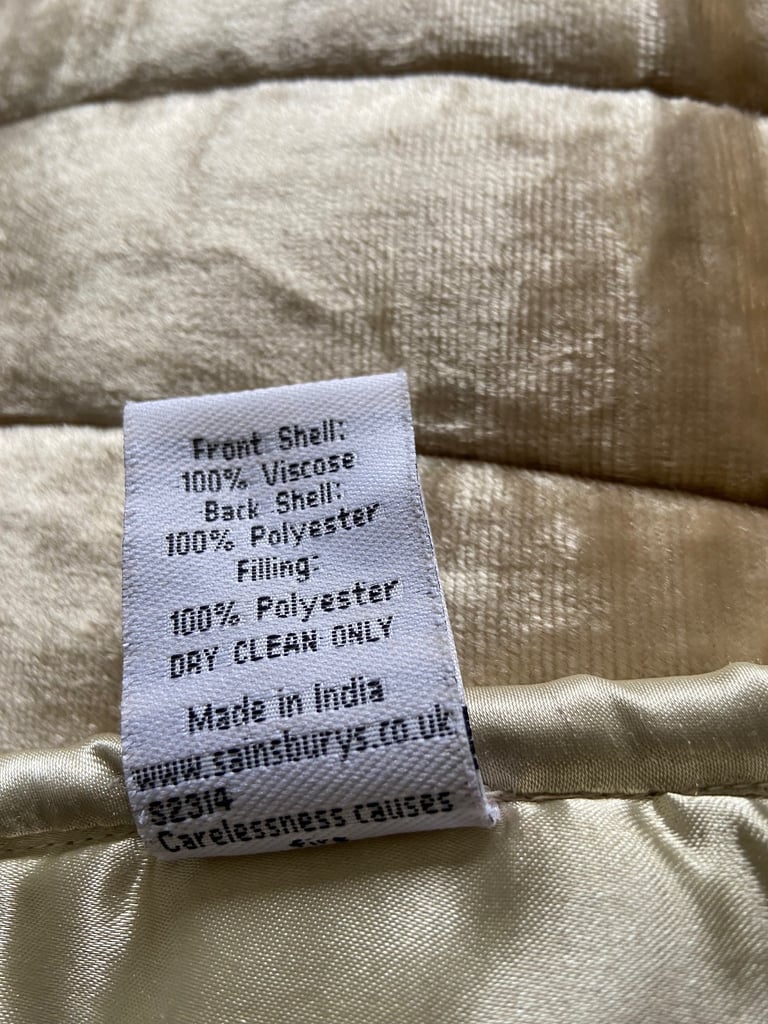 Front Shell:
100% Viscose
Back Shell:
100% Polyester
Filling:
100% Polyester
DRY CLEAN ONLY
Made in India
www.sainsburys.co.uk
S2314
Carelessness causes
fire